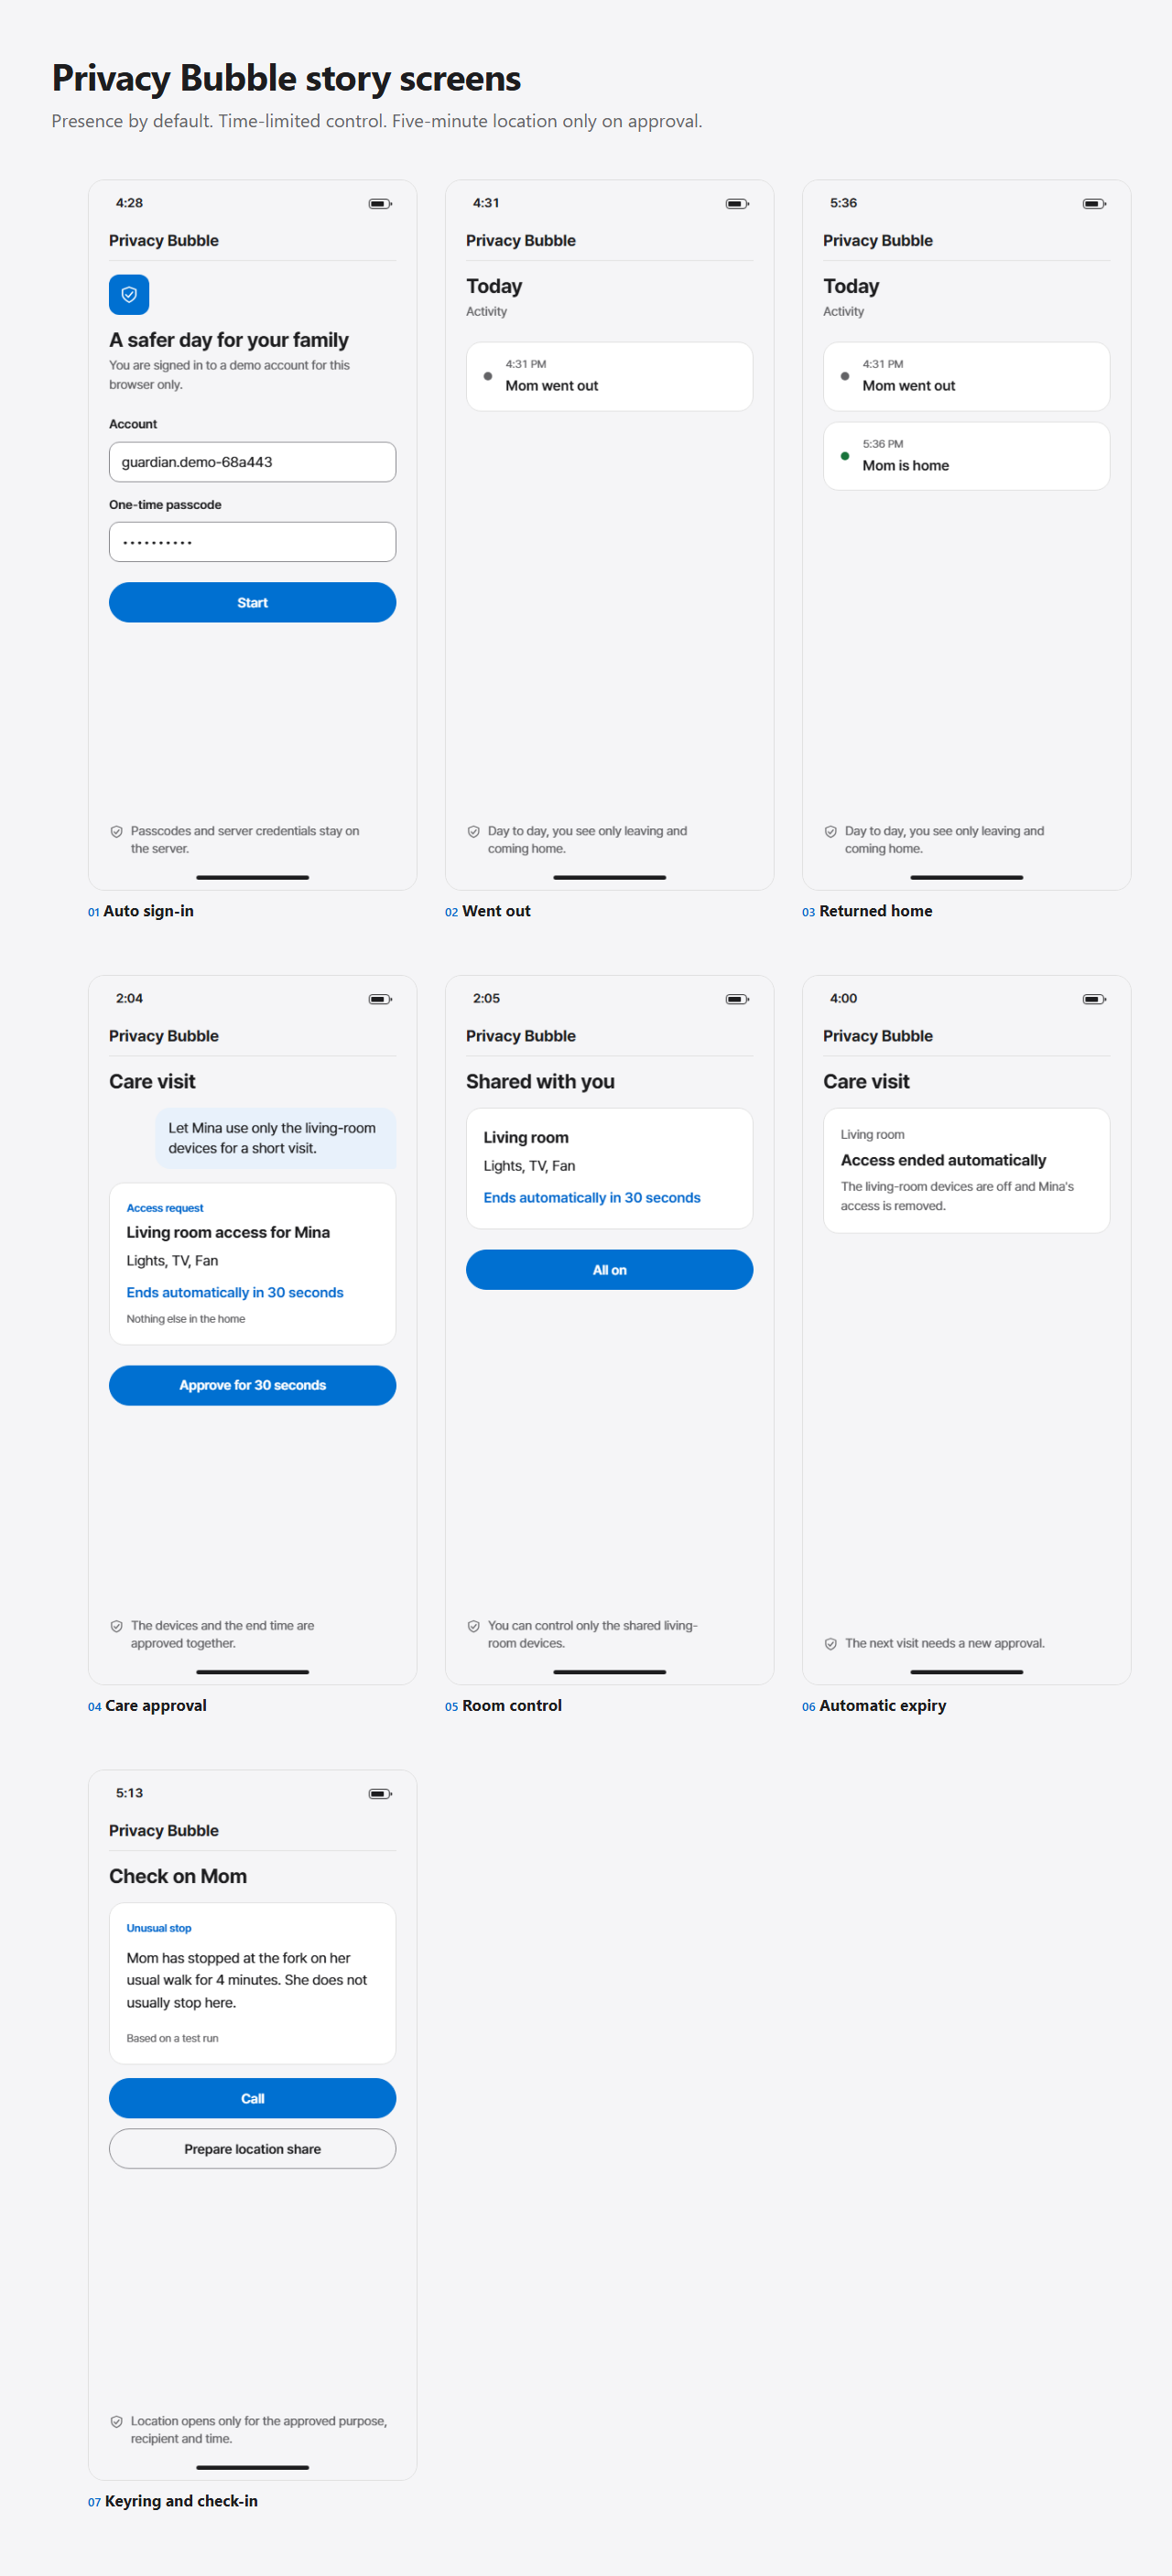 Privacy Bubble story screens
Presence by default. Time-limited control. Five-minute location only on approval.
4:28
Privacy Bubble
A safer day for your family
You are signed in to a demo account for this
browser only.
Account
guardian.demo-68a443
One-time passcode
••••••••••
Start
Passcodes and server credentials stay on
the server.
01 Auto sign-in
4:31
Privacy Bubble
Today
Activity
4:31 PM
Mom went out
Day to day, you see only leaving and
coming home.
02 Went out
5:36
Privacy Bubble
Today
Activity
4:31 PM
Mom went out
5:36 PM
Mom is home
Day to day, you see only leaving and
coming home.
03 Returned home
2:04
Privacy Bubble
Care visit
Let Mina use only the living-room
devices for a short visit.
Access request
Living room access for Mina
Lights, TV, Fan
Ends automatically in 30 seconds
Nothing else in the home
Approve for 30 seconds
The devices and the end time are
approved together.
04 Care approval
2:05
Privacy Bubble
Shared with you
Living room
Lights, TV, Fan
Ends automatically in 30 seconds
All on
You can control only the shared living-
room devices.
05 Room control
4:00
Privacy Bubble
Care visit
Living room
Access ended automatically
The living-room devices are off and Mina's
access is removed.
The next visit needs a new approval.
06 Automatic expiry
5:13
Privacy Bubble
Check on Mom
Unusual stop
Mom has stopped at the fork on her
usual walk for 4 minutes. She does not
usually stop here.
Based on a test run
Call
Prepare location share
Location opens only for the approved purpose,
recipient and time.
07 Keyring and check-in